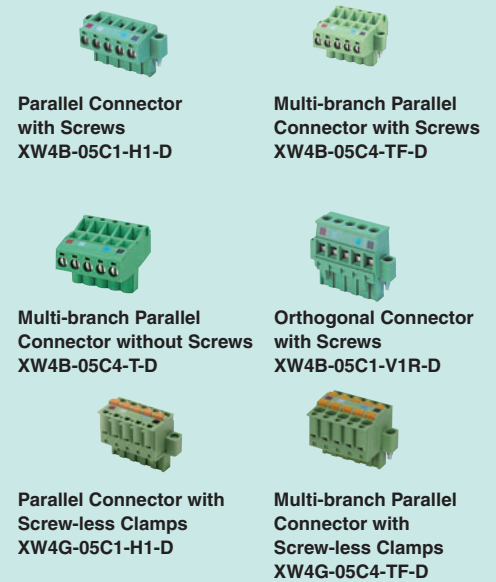 Parallel Connector
with Screws
XW4B-05C1-H1-D
Multi-branch Parallel
Connector with Screws
XW4B-05C4-TF-D
Multi-branch Parallel
Connector without Screws
XW4B-05C4-T-D
Orthogonal Connector
with Screws
XW4B-05C1-V1R-D
Parallel Connector with
Screw-less Clamps
XW4G-05C1-H1-D
Multi-branch Parallel
Connector with
Screw-less Clamps
XW4G-05C4-TF-D